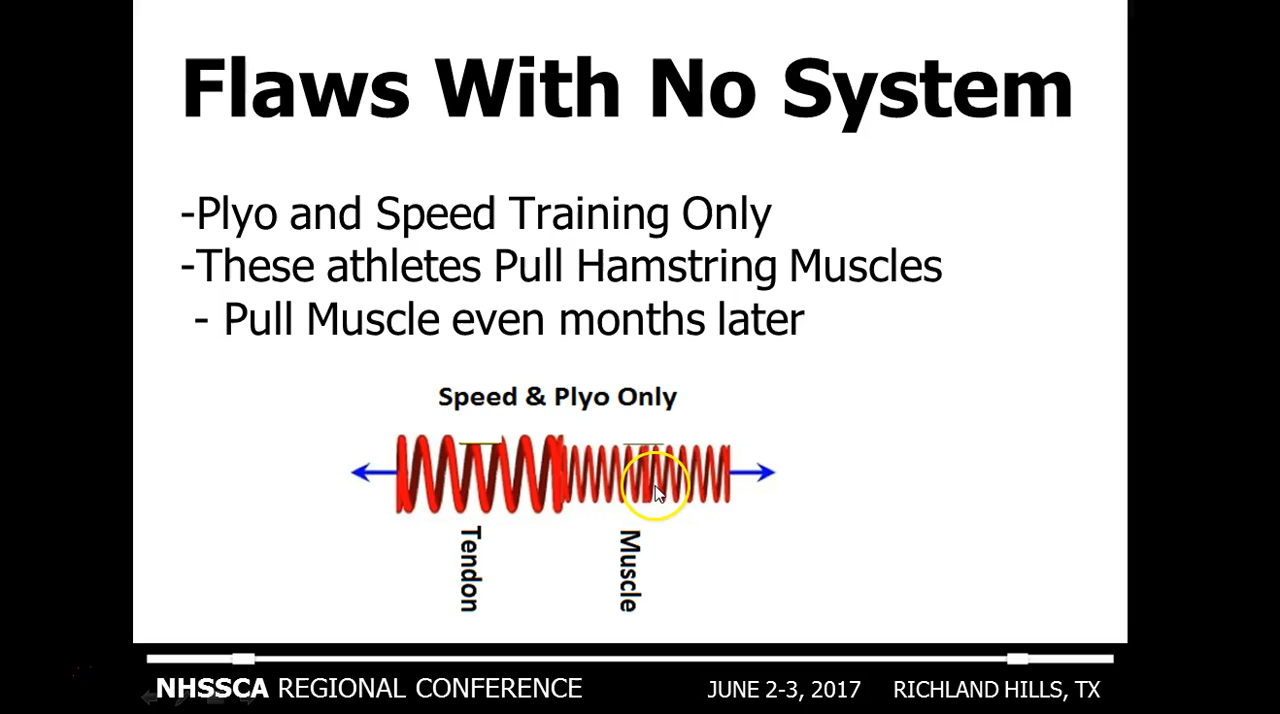 Flaws With No System
-Plyo and Speed Training Only
-These athletes Pull Hamstring Muscles
- Pull Muscle even months later
Speed & Plyo Only
Tendon
Muscle
NHSSCA REGIONAL CONFERENCE
JUNE 2-3, 2017 RICHLAND HILLS, TX